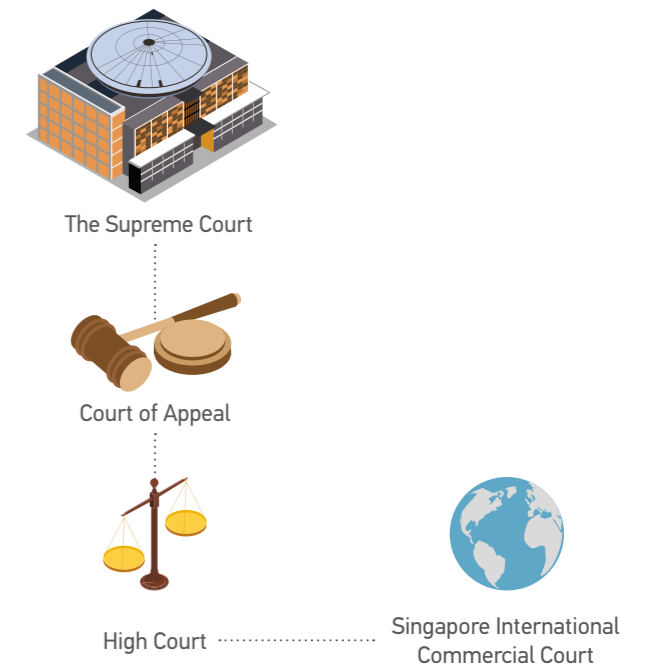 The Supreme Court
Court of Appeal
High Court
Singapore International
Commercial Court